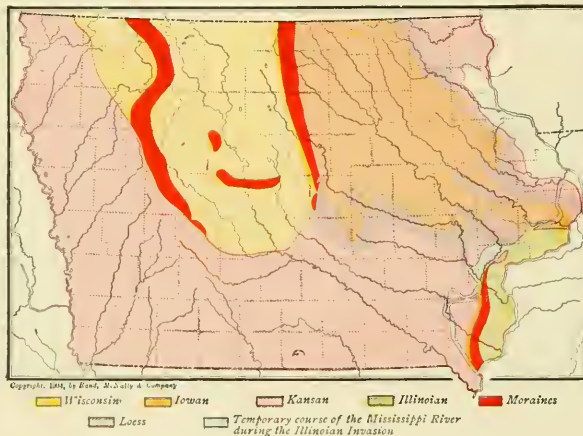 Copyright, 1904, by Rand, McNally & Company
Wisconsin Iowan Kansan Illinoian Moraines
Loess Temporary course of the Mississippi River
during the Illinoian Invasion